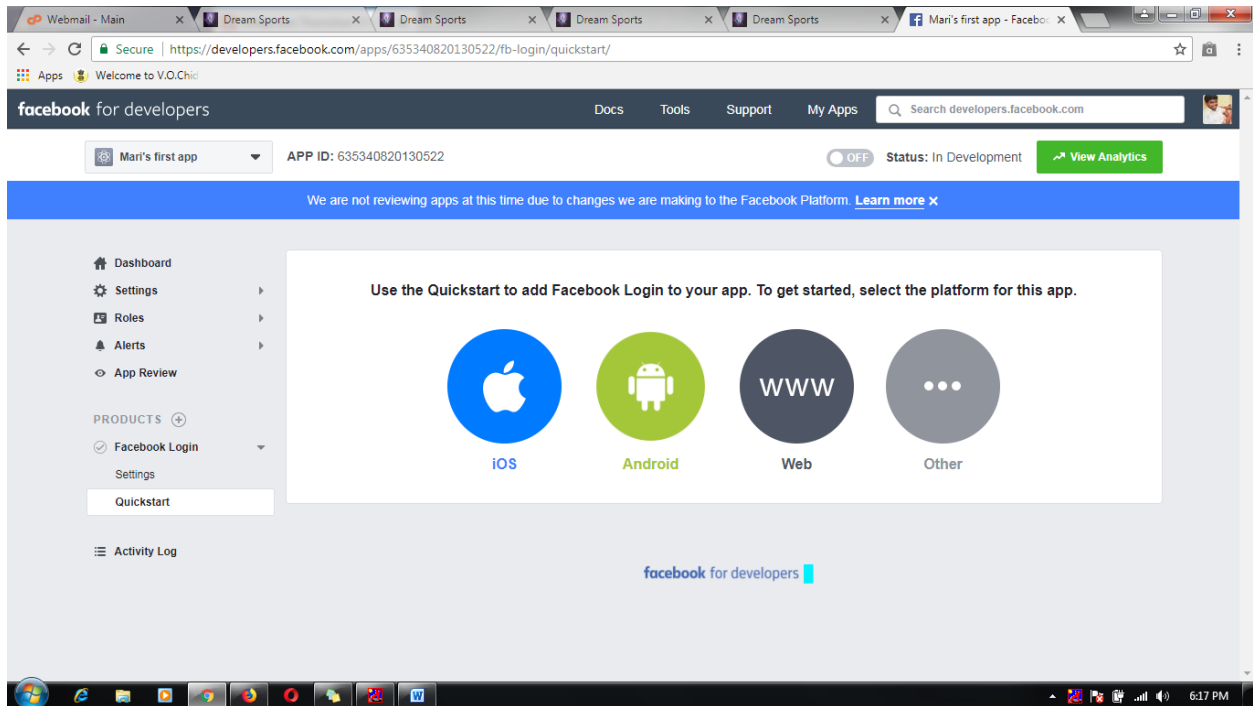 Webmail - Main
Dream Sports
Dream Sports
Dream Sports
Dream Sports
Mari's first app - Faceboo
Secure | https://developers.facebook.com/apps/635340820130522/fb-login/quickstart/
Apps Welcome to V.O.Chid
facebook for developers
Docs Tools Support My Apps Search developers.facebook.com
Mari's first app APP ID: 635340820130522 OFF Status: In Development View Analytics
We are not reviewing apps at this time due to changes we are making to the Facebook Platform. Learn more x
Dashboard
Settings
Roles
Alerts
App Review
PRODUCTS
Facebook Login
Settings
Quickstart
Activity Log
Use the Quickstart to add Facebook Login to your app. To get started, select the platform for this app.
www
iOS Android Web Other
facebook for developers
6:17 PM